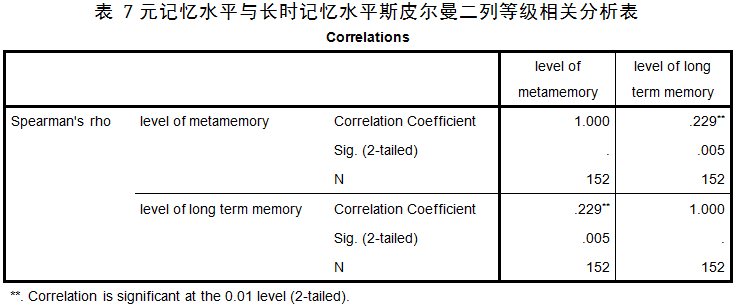 表 7 元记忆水平与长时记忆水平斯皮尔曼二列等级相关分析表
Correlations
level of metamemory level of long term memory
Spearman's rho level of metamemory Correlation Coefficient 1.000 .229**
Sig. (2-tailed) . .005
N 152 152
level of long term memory Correlation Coefficient .229** 1.000
Sig. (2-tailed) .005 .
N 152 152
**. Correlation is significant at the 0.01 level (2-tailed).